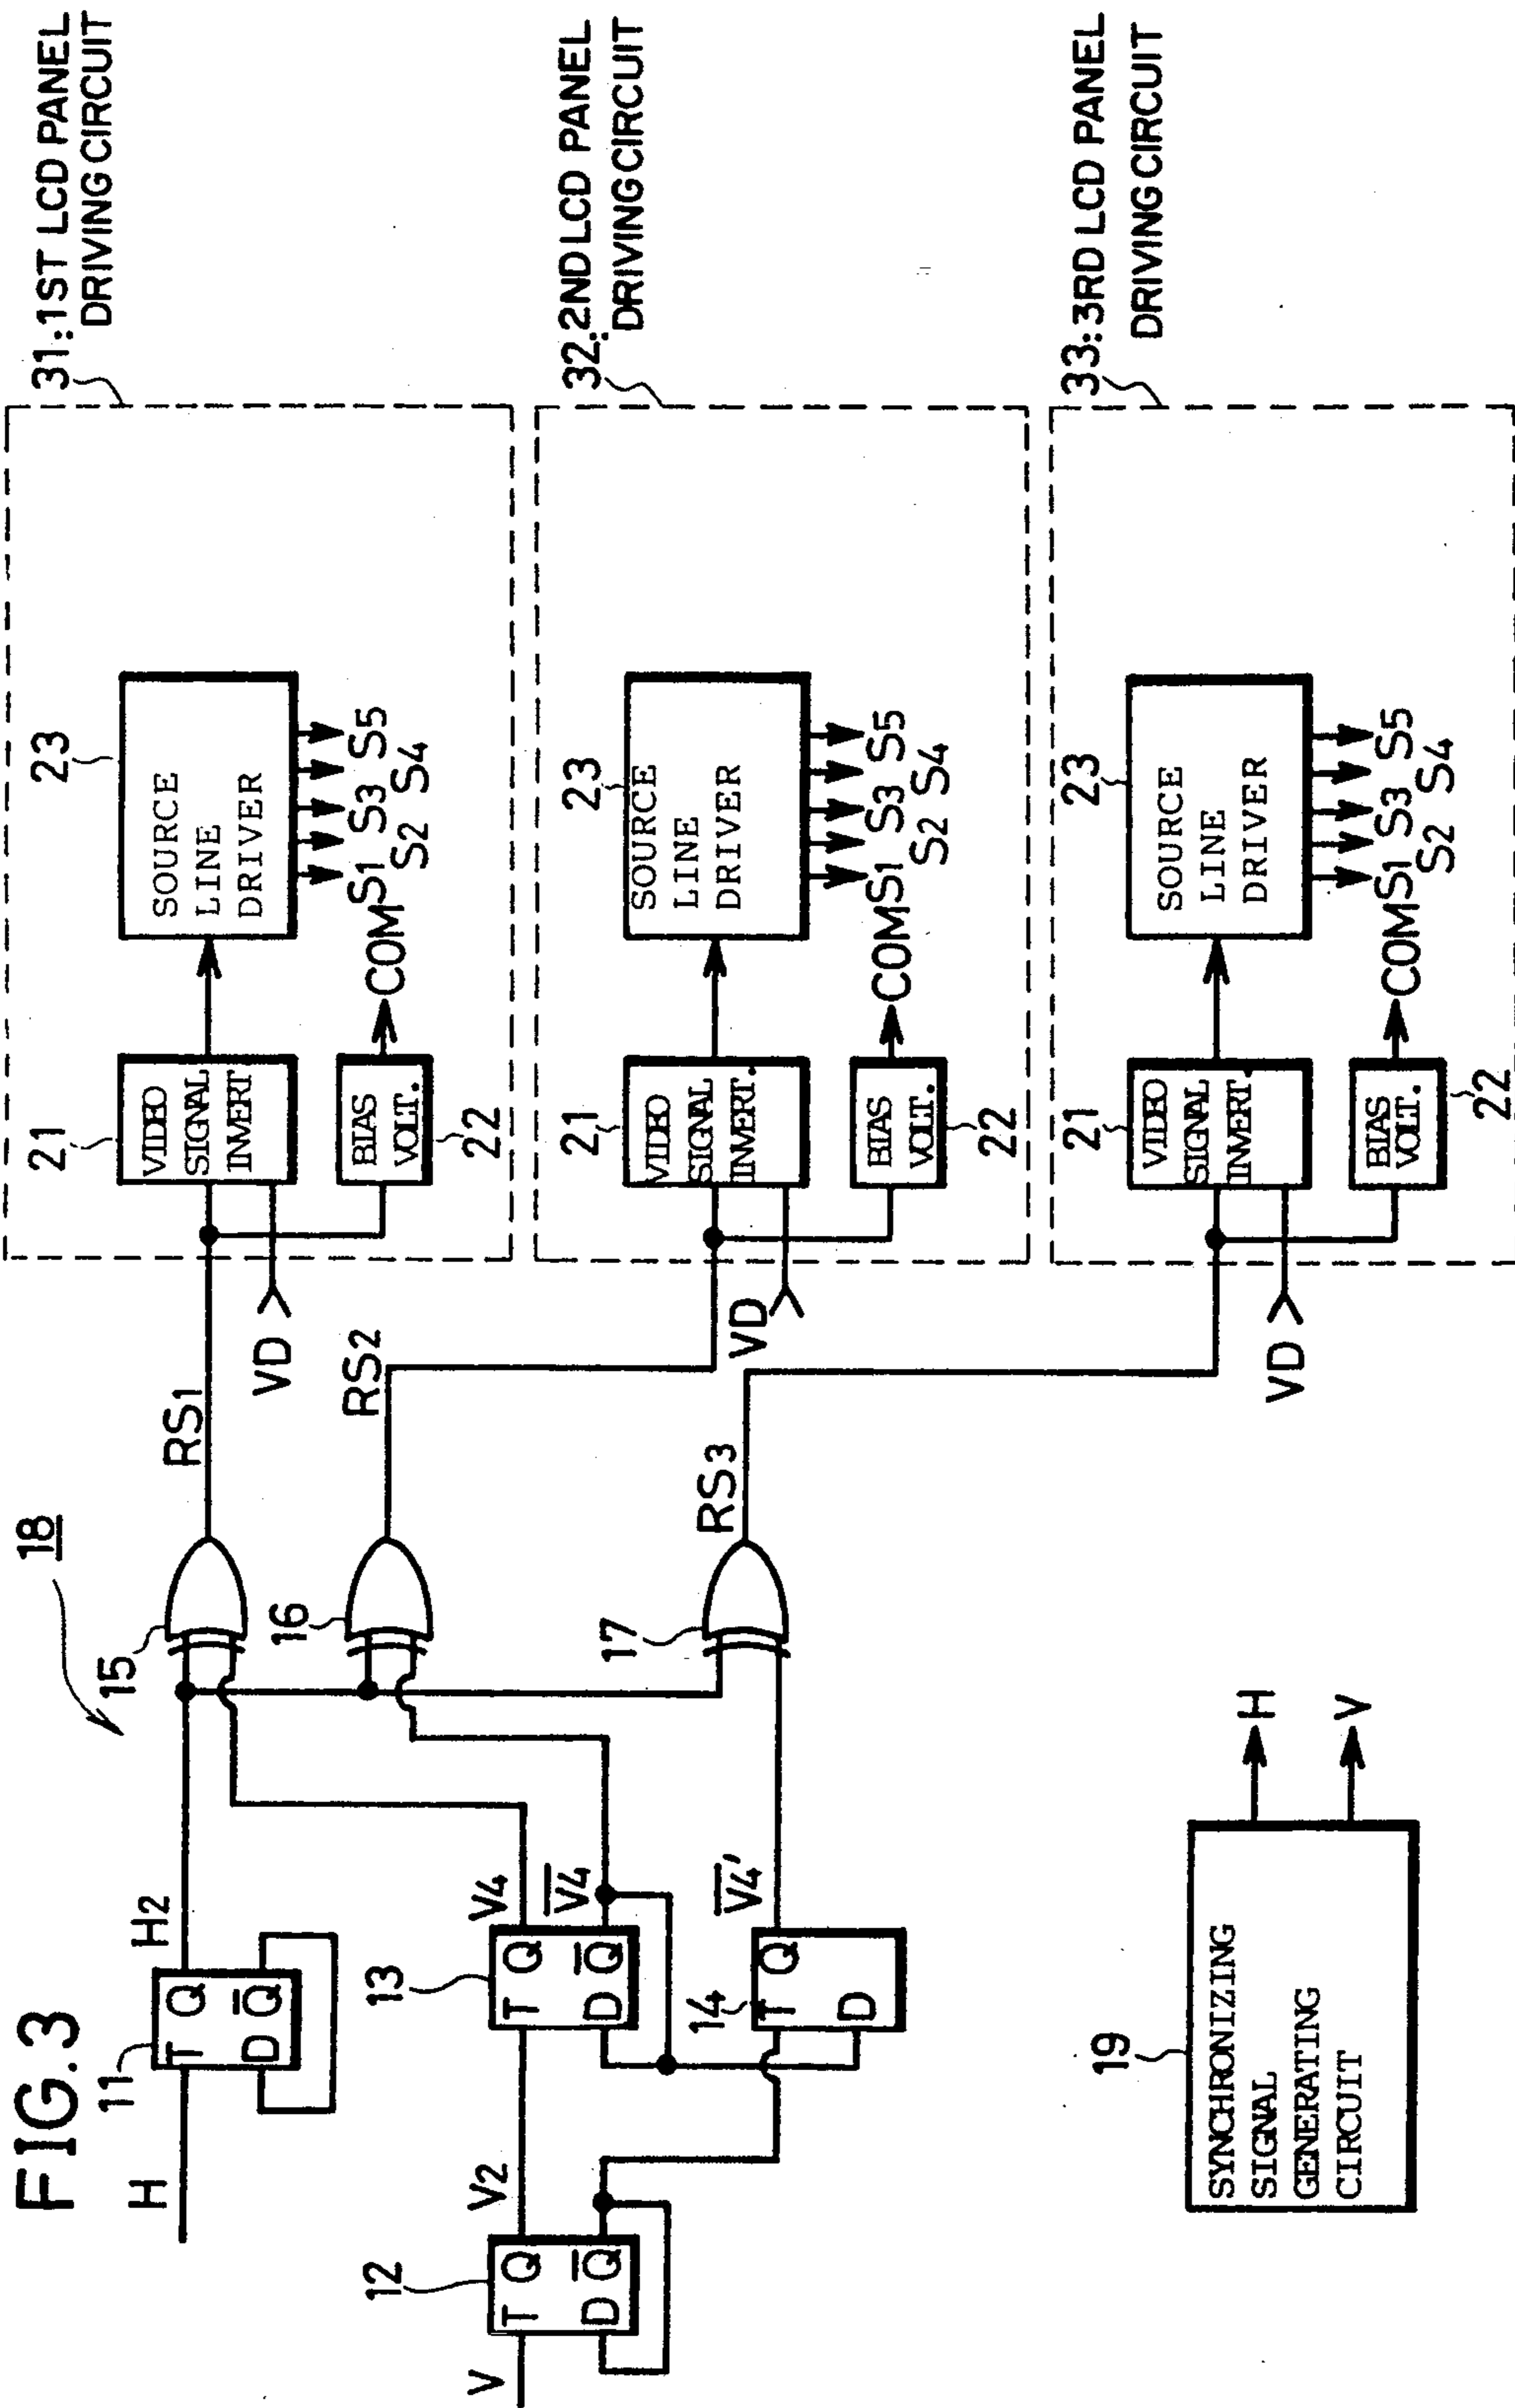 FIG.3
18
31:1ST LCD PANEL
DRIVING CIRCUIT
H
11
T Q
D Q̅
H2
15
RS1
VD
21
VIDEO
SIGNAL
INVERT.
BIAS
VOLT.
22
COM
23
SOURCE
LINE
DRIVER
S1 S3 S5
S2 S4
32:2ND LCD PANEL
DRIVING CIRCUIT
V
12
T Q
D Q̅
V2
13
T Q
D Q̅
V4
V̅4̅
16
RS2
VD
21
VIDEO
SIGNAL
INVERT.
BIAS
VOLT.
22
COM
23
SOURCE
LINE
DRIVER
S1 S3 S5
S2 S4
33:3RD LCD PANEL
DRIVING CIRCUIT
14
T Q
D
V̅4̅'
17
RS3
VD
21
VIDEO
SIGNAL
INVERT.
BIAS
VOLT.
22
COM
23
SOURCE
LINE
DRIVER
S1 S3 S5
S2 S4
19
SYNCHRONIZING
SIGNAL
GENERATING
CIRCUIT
H
V